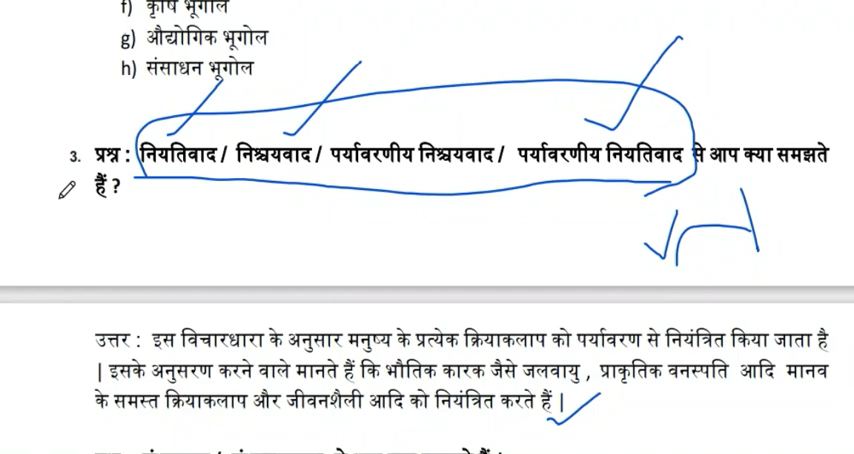 f) कृषि भूगोल
g) औद्योगिक भूगोल
h) संसाधन भूगोल
3. प्रश्न : नियतिवाद / निश्चयवाद / पर्यावरणीय निश्चयवाद / पर्यावरणीय नियतिवाद से आप क्या समझते
हैं ?
उत्तर : इस विचारधारा के अनुसार मनुष्य के प्रत्येक क्रियाकलाप को पर्यावरण से नियंत्रित किया जाता है
| इसके अनुसरण करने वाले मानते हैं कि भौतिक कारक जैसे जलवायु , प्राकृतिक वनस्पति आदि मानव
के समस्त क्रियाकलाप और जीवनशैली आदि को नियंत्रित करते हैं |